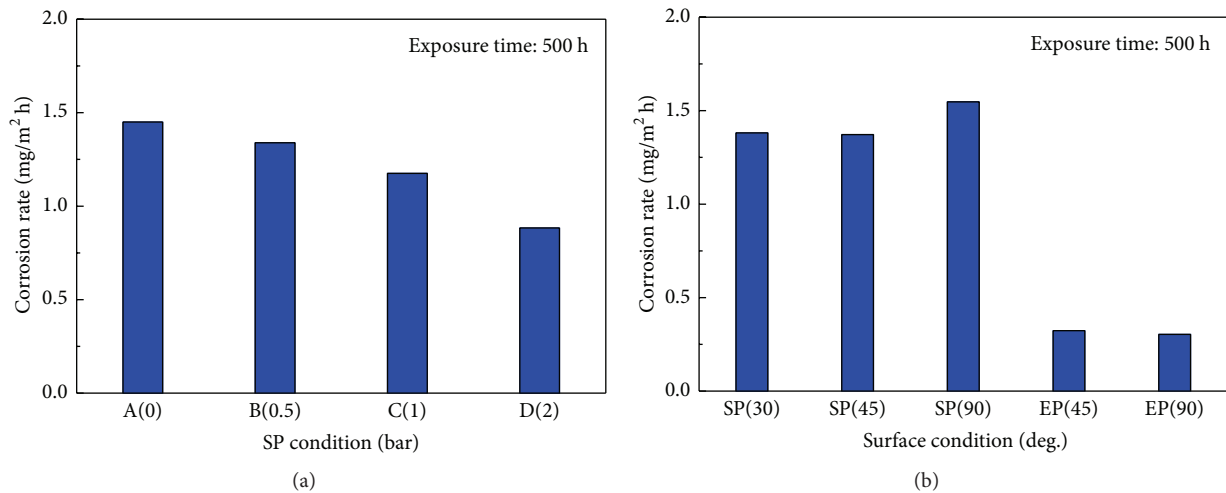 2.0
1.5
1.0
0.5
0.0
Corrosion rate (mg/m² h)
Exposure time: 500 h
A(0) B(0.5) C(1) D(2)
SP condition (bar)
(a)
2.0
1.5
1.0
0.5
0.0
Corrosion rate (mg/m² h)
Exposure time: 500 h
SP(30) SP(45) SP(90) EP(45) EP(90)
Surface condition (deg.)
(b)